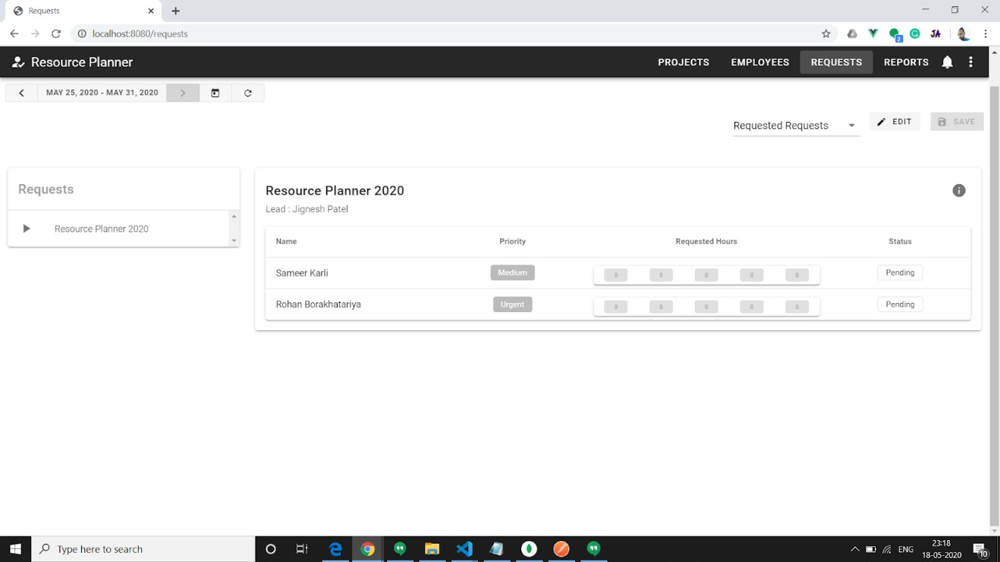 Requests
localhost:8080/requests
2
JA
Resource Planner
PROJECTS EMPLOYEES REQUESTS REPORTS
MAY 25, 2020 - MAY 31, 2020
Requested Requests EDIT SAVE
Requests
Resource Planner 2020
Resource Planner 2020
Lead : Jignesh Patel
Name Priority Requested Hours Status
Sameer Karli Medium 8 8 8 8 8 Pending
Rohan Borakhatariya Urgent 8 8 8 8 8 Pending
Type here to search
ENG
23:18
18-05-2020
10